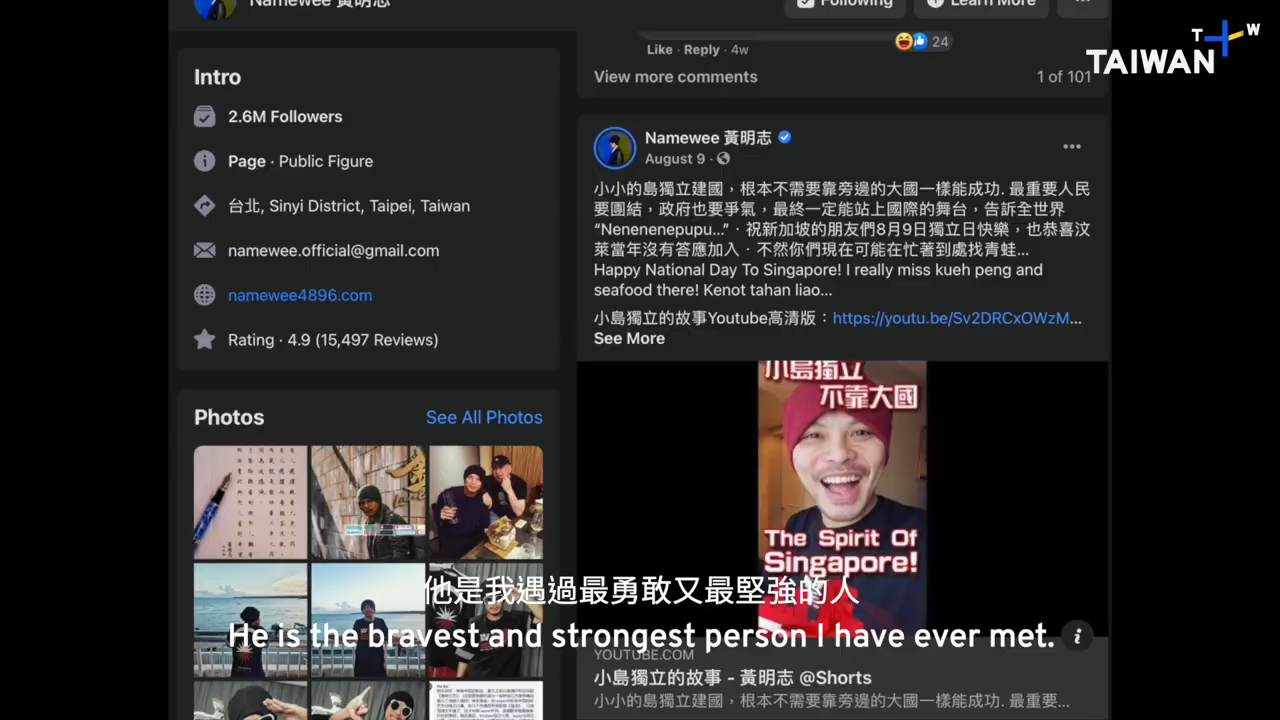 Namewee 黃明志
Following
Learn More
Intro
2.6M Followers
Page · Public Figure
台北, Sinyi District, Taipei, Taiwan
namewee.official@gmail.com
namewee4896.com
Rating · 4.9 (15,497 Reviews)
Photos
See All Photos
Like · Reply · 4w
24
View more comments
1 of 101
T W
TAIWAN
Namewee 黃明志
August 9 ·
小小的島獨立建國，根本不需要靠旁邊的大國一樣能成功. 最重要人民
要團結，政府也要爭氣，最終一定能站上國際的舞台，告訴全世界
“Nenenenepupu...”．祝新加坡的朋友們8月9日獨立日快樂，也恭喜汶
萊當年沒有答應加入．不然你們現在可能在忙著到處找青蛙...
Happy National Day To Singapore! I really miss kueh peng and
seafood there! Kenot tahan liao...
小島獨立的故事Youtube高清版：https://youtu.be/Sv2DRCxOWzM...
See More
小島獨立
不靠大國
The Spirit Of
Singapore!
他是我遇過最勇敢又最堅強的人
He is the bravest and strongest person I have ever met.
YOUTUBE.COM
小島獨立的故事 - 黃明志 @Shorts
小小的島獨立建國，根本不需要靠旁邊的大國一樣能成功. 最重要...